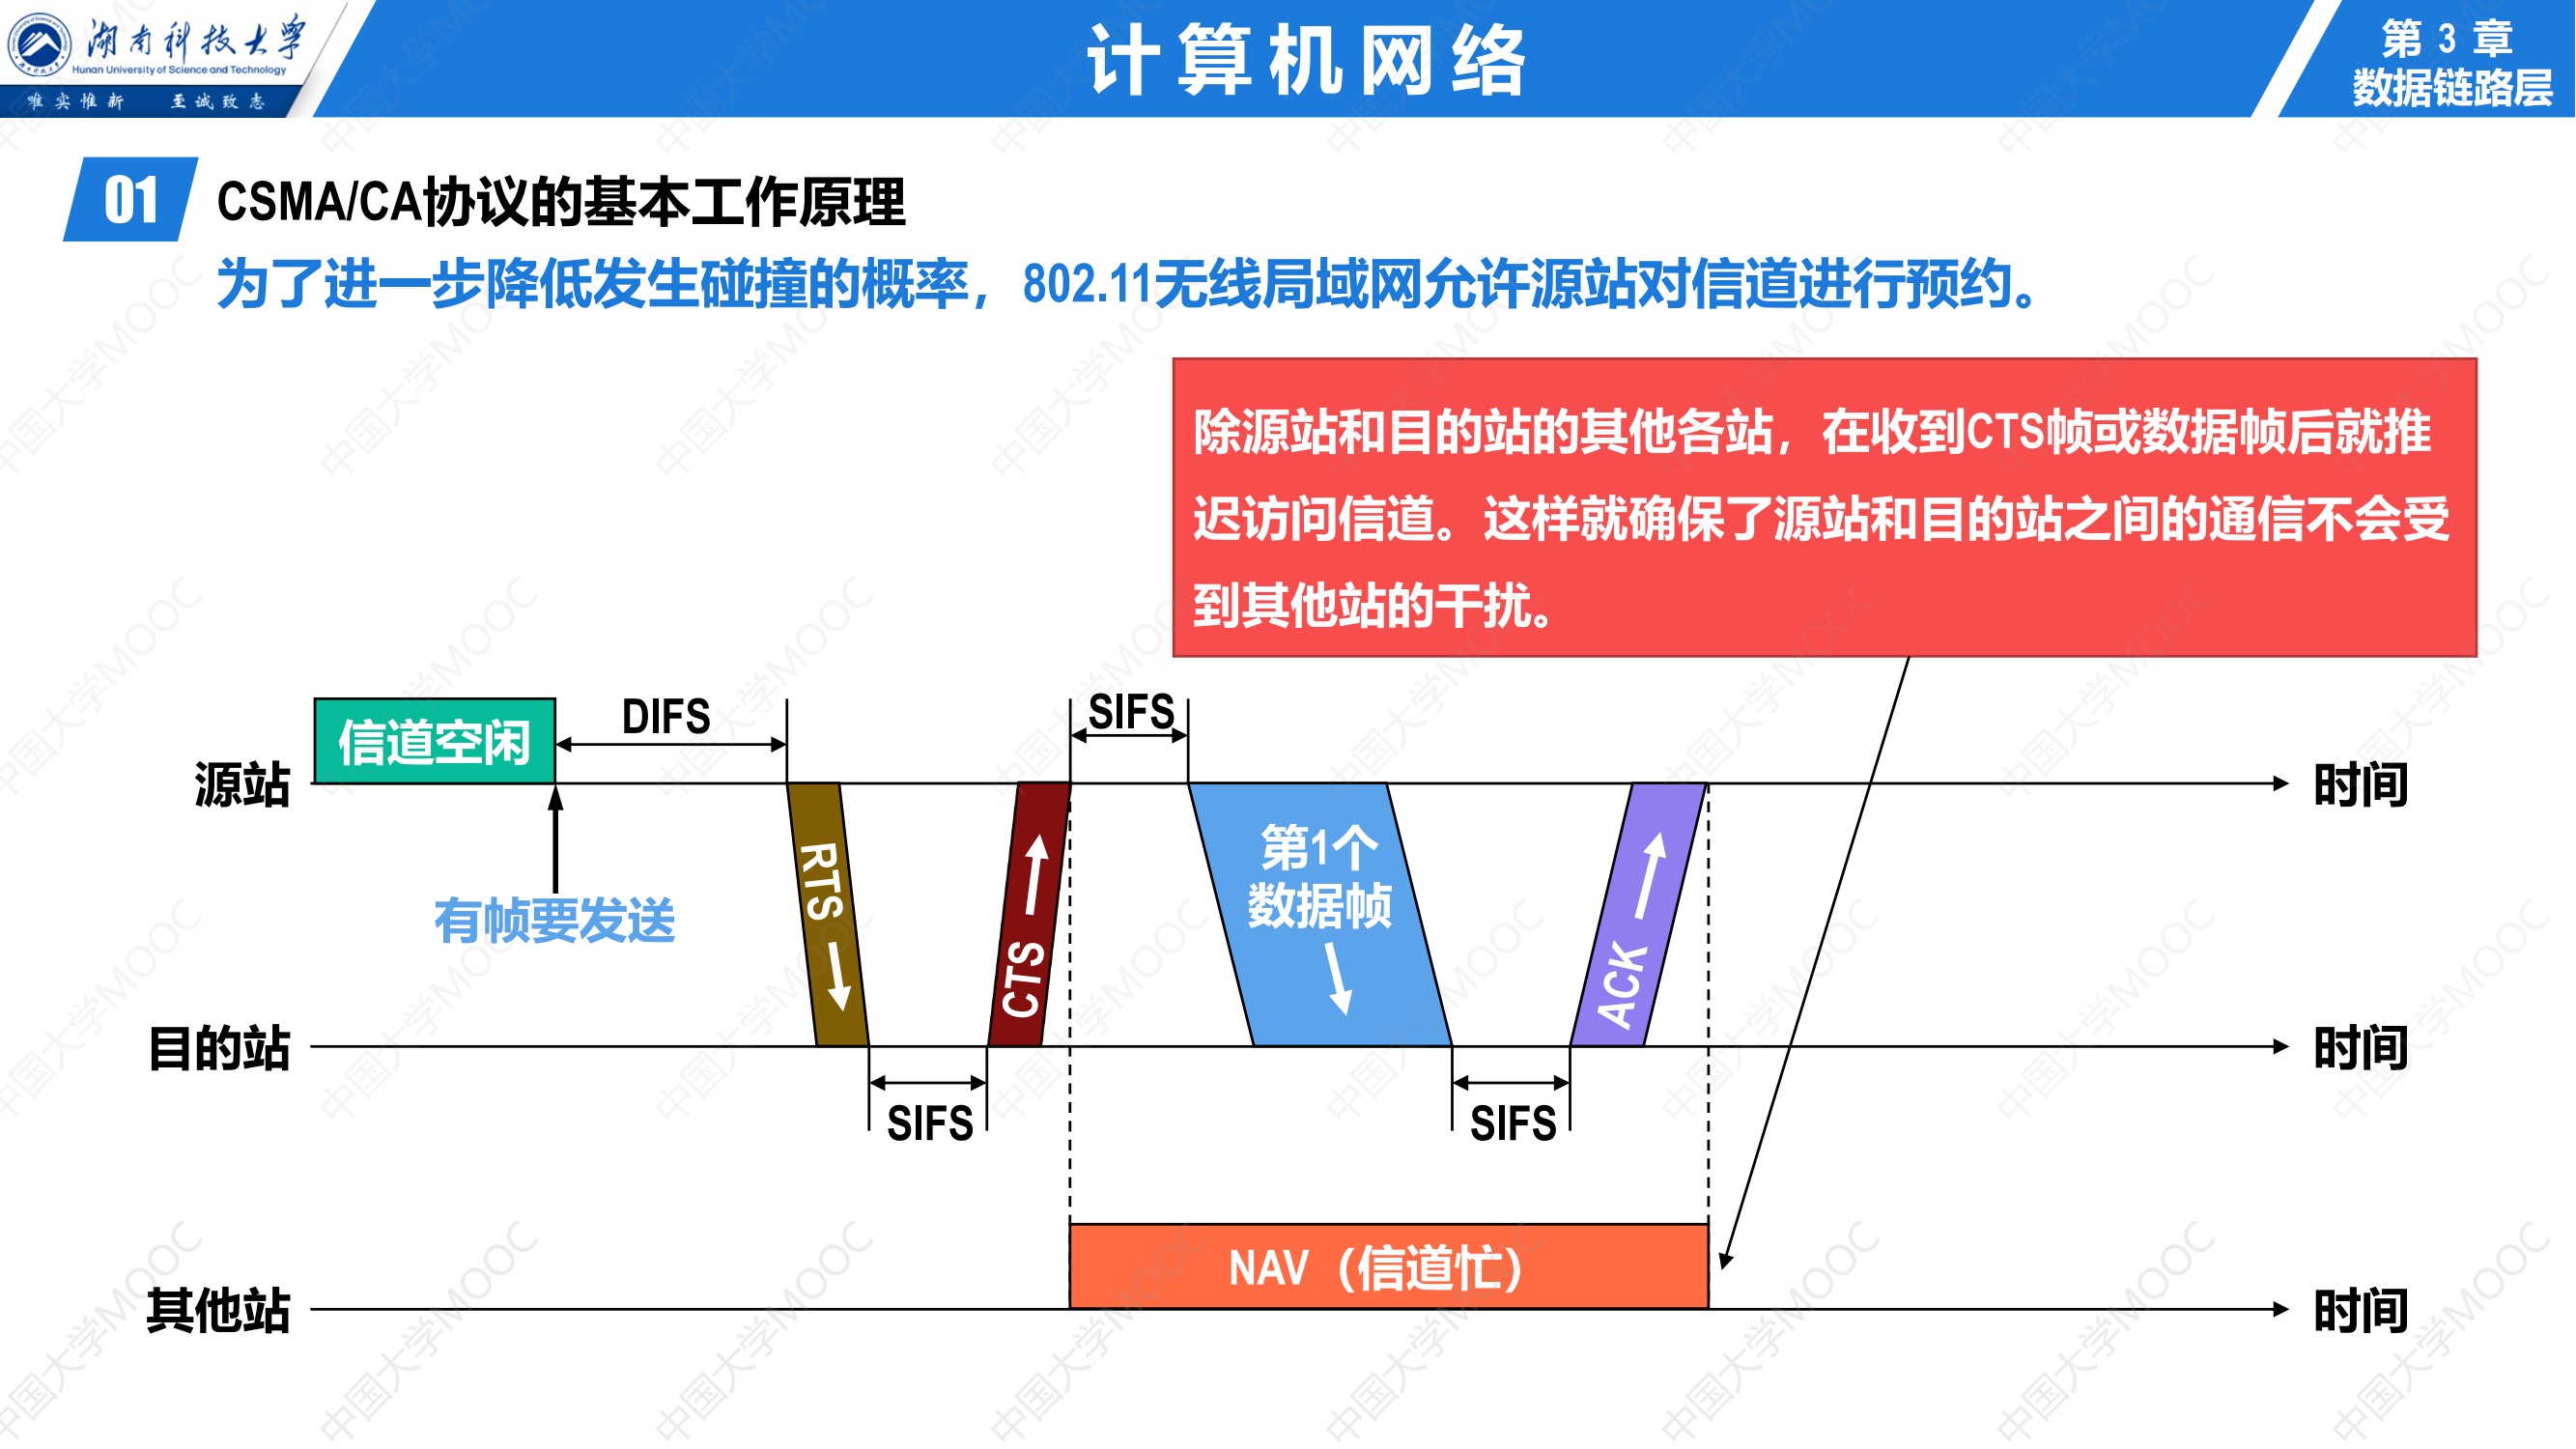 湖南科技大学
Hunan University of Science and Technology
唯实惟新 至诚致志
计算机网络
第 3 章
数据链路层
01
CSMA/CA协议的基本工作原理
为了进一步降低发生碰撞的概率，802.11无线局域网允许源站对信道进行预约。
除源站和目的站的其他各站，在收到CTS帧或数据帧后就推
迟访问信道。这样就确保了源站和目的站之间的通信不会受
到其他站的干扰。
信道空闲
DIFS
SIFS
源站
时间
有帧要发送
RTS
CTS
第1个
数据帧
ACK
目的站
时间
SIFS
SIFS
NAV（信道忙）
其他站
时间
中国大学MOOC